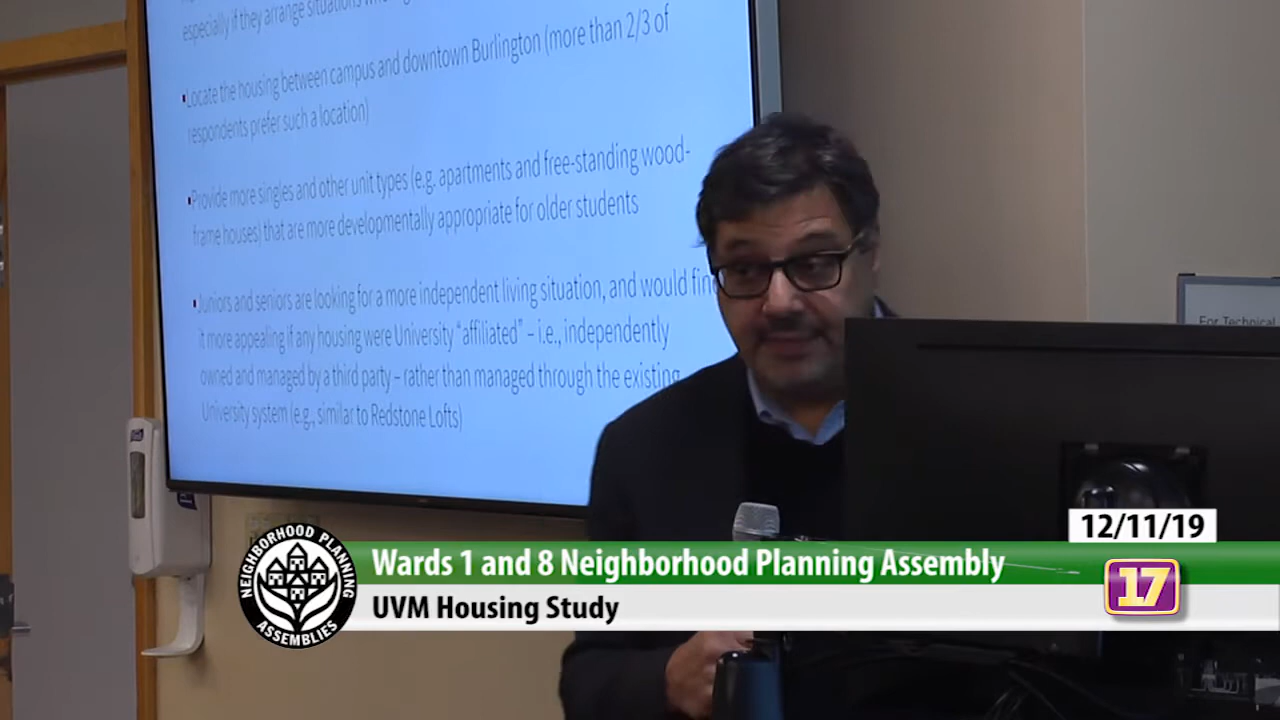 especially if they arrange situations
▪Locate the housing between campus and downtown Burlington (more than 2/3 of
respondents prefer such a location)
▪Provide more singles and other unit types (e.g. apartments and free-standing wood-
frame houses) that are more developmentally appropriate for older students
▪Juniors and seniors are looking for a more independent living situation, and would find
it more appealing if any housing were University “affiliated” – i.e., independently
owned and managed by a third party – rather than managed through the existing
University system (e.g., similar to Redstone Lofts)
For Technical
12/11/19
NEIGHBORHOOD PLANNING
ASSEMBLIES
Wards 1 and 8 Neighborhood Planning Assembly
UVM Housing Study
17